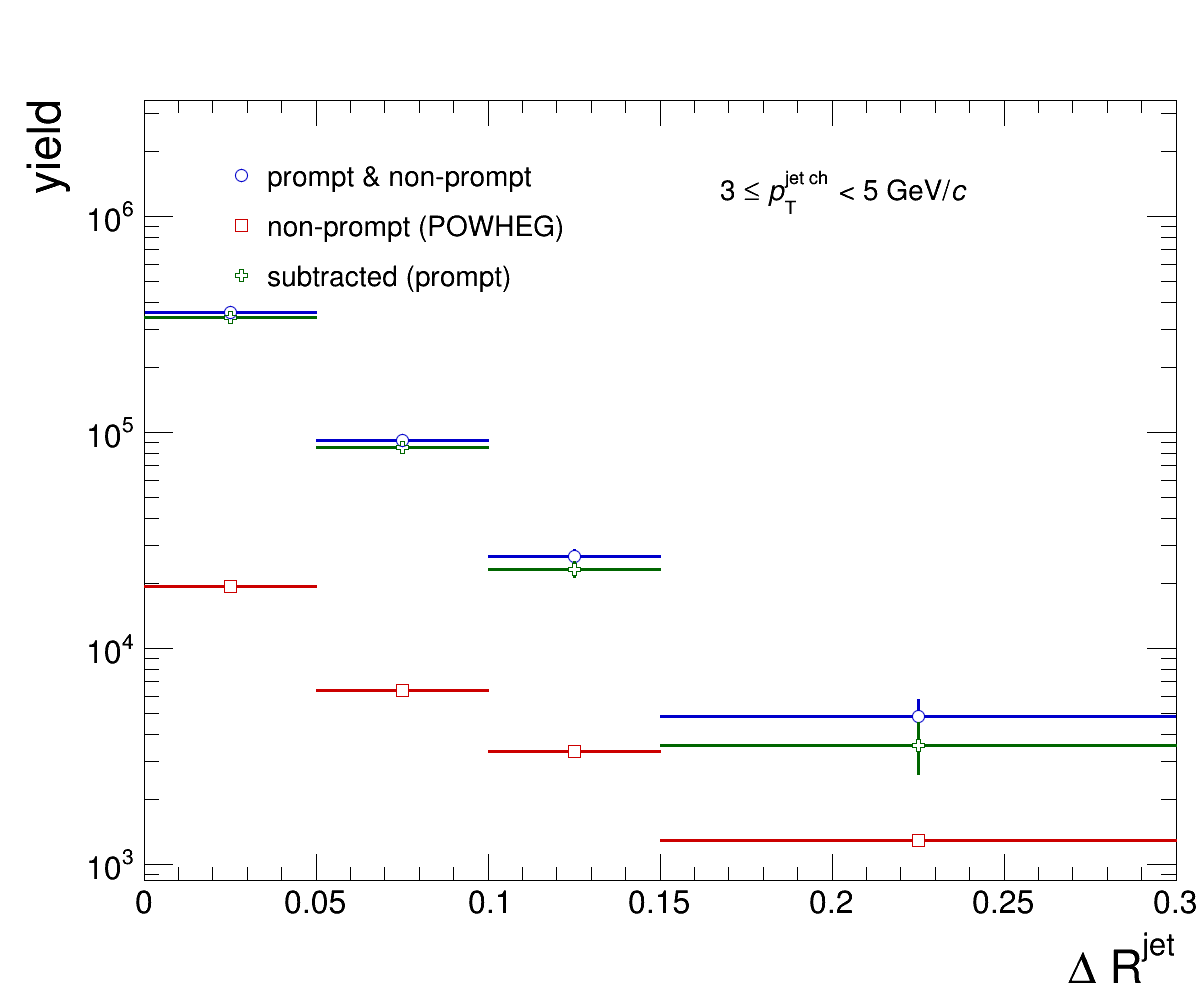 yield
prompt & non-prompt
non-prompt (POWHEG)
subtracted (prompt)
3 ≤ p_T^{jet ch} < 5 GeV/c
10^6
10^5
10^4
10^3
0 0.05 0.1 0.15 0.2 0.25 0.3
Δ R^{jet}